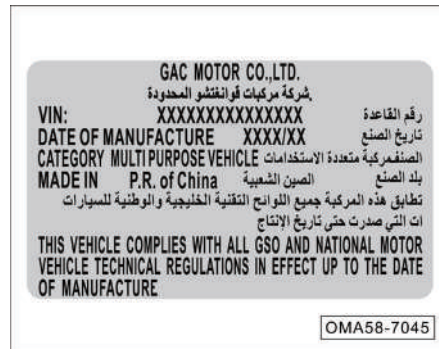 GAC MOTOR CO.,LTD.
شركة مركبات قوانغتشو المحدودة.
VIN: XXXXXXXXXXXXXXX رقم القاعدة
DATE OF MANUFACTURE XXXX/XX تاريخ الصنع
CATEGORY MULTI PURPOSE VEHICLE الصنف:مركبة متعددة الاستخدامات
MADE IN P.R. of China الصين الشعبية بلد الصنع
تطابق هذه المركبة جميع اللوائح التقنية الخليجية و الوطنية للسيارات
ات التي صدرت حتى تاريخ الإنتاج
THIS VEHICLE COMPLIES WITH ALL GSO AND NATIONAL MOTOR
VEHICLE TECHNICAL REGULATIONS IN EFFECT UP TO THE DATE
OF MANUFACTURE
OMA58-7045